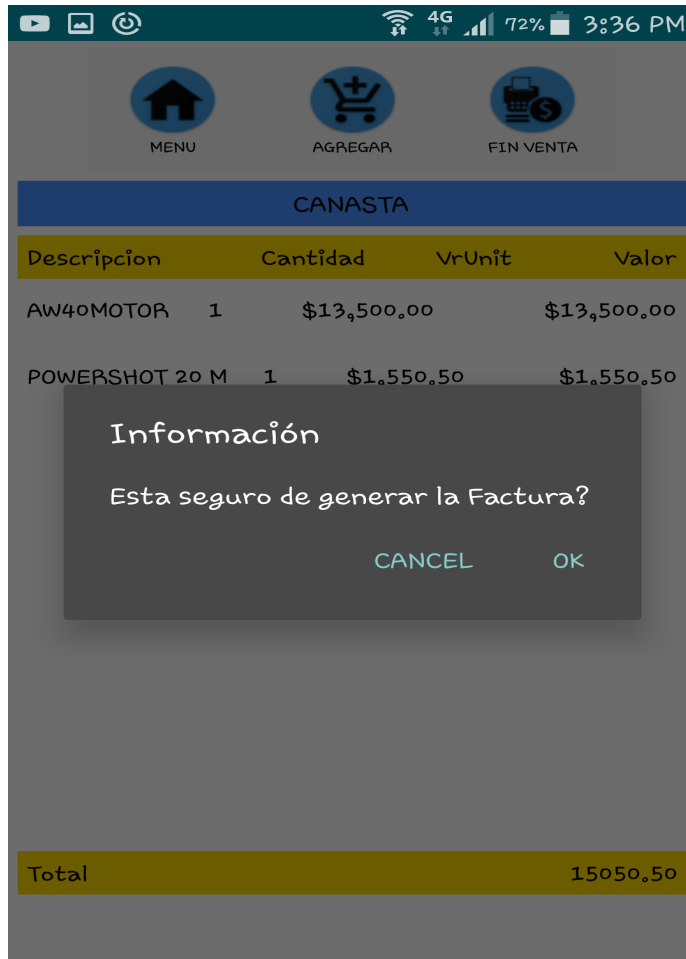 4G 72% 3:36 PM
MENU AGREGAR FIN VENTA
CANASTA
Descripcion Cantidad VrUnit Valor
AW40MOTOR 1 $13,500.00 $13,500.00
POWERSHOT 20 M 1 $1,550.50 $1,550.50
Información
Esta seguro de generar la Factura?
CANCEL OK
Total 15050.50